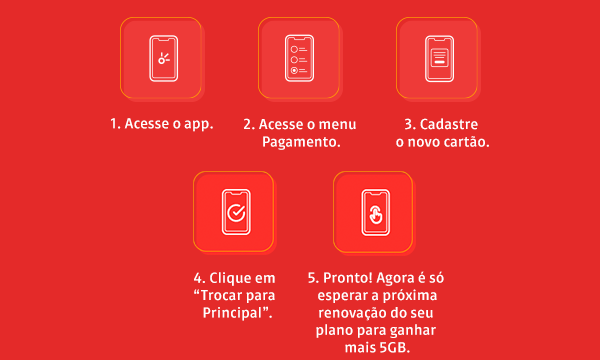 1. Acesse o app.
2. Acesse o menu
Pagamento.
3. Cadastre
o novo cartão.
4. Clique em
“Trocar para
Principal”.
5. Pronto! Agora é só
esperar a próxima
renovação do seu
plano para ganhar
mais 5GB.